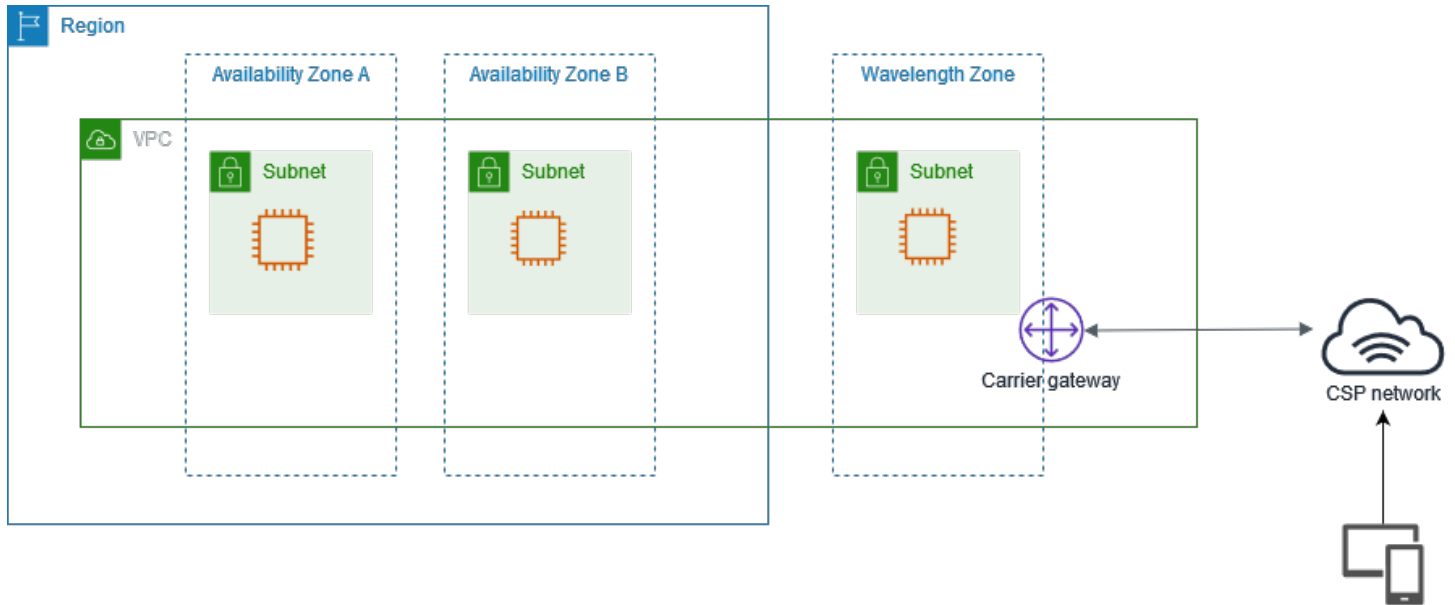 Region
Availability Zone A
Availability Zone B
Wavelength Zone
VPC
Subnet
Subnet
Subnet
Carrier gateway
CSP network